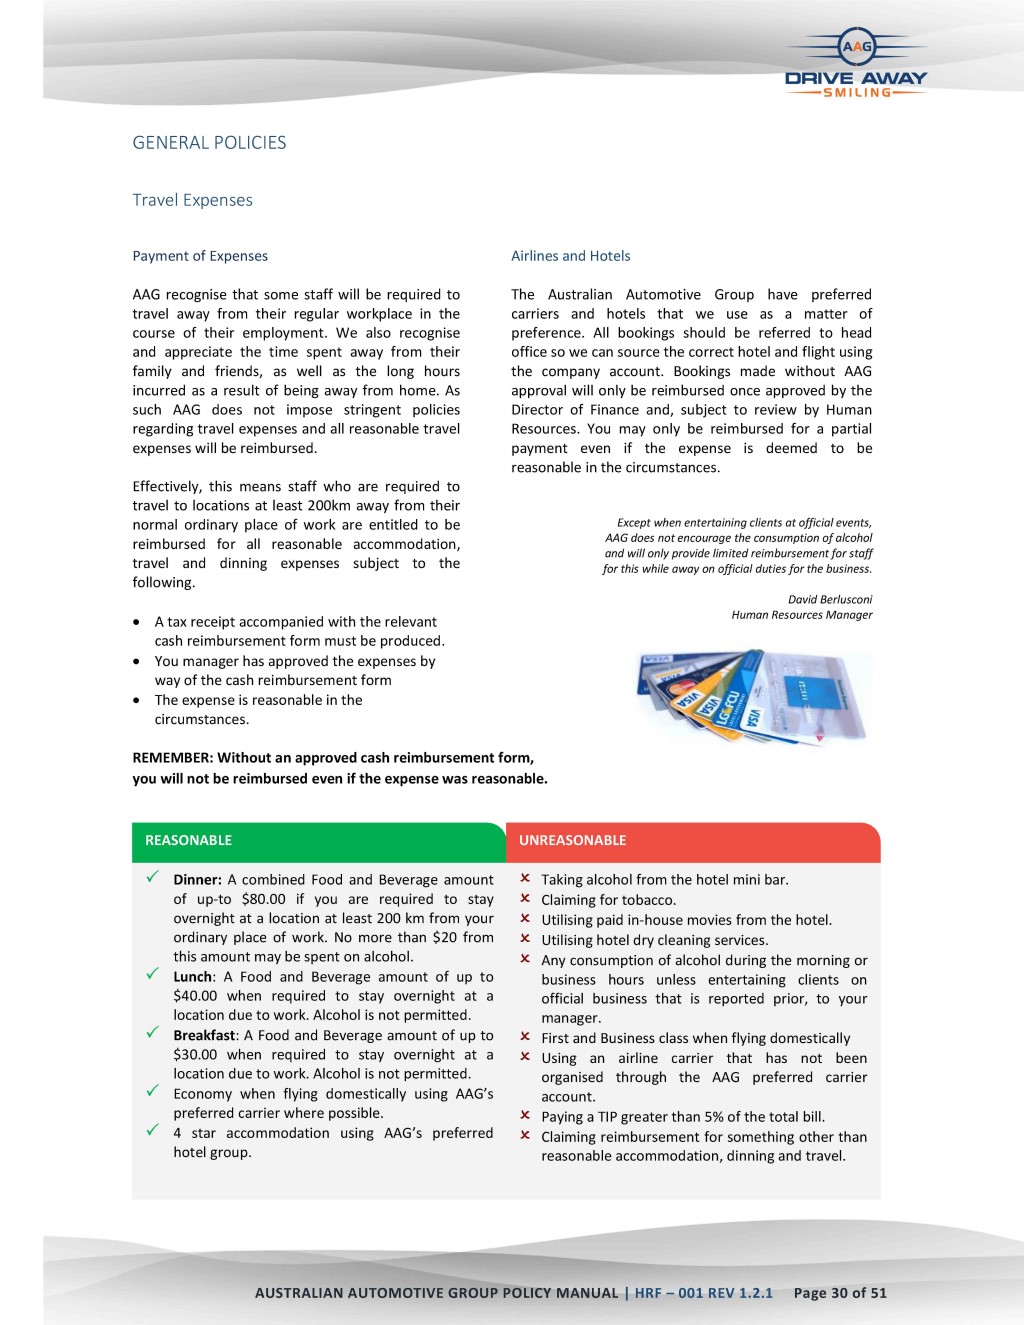 AAG
DRIVE AWAY
SMILING
GENERAL POLICIES
Travel Expenses
Payment of Expenses
AAG recognise that some staff will be required to
travel away from their regular workplace in the
course of their employment. We also recognise
and appreciate the time spent away from their
family and friends, as well as the long hours
incurred as a result of being away from home. As
such AAG does not impose stringent policies
regarding travel expenses and all reasonable travel
expenses will be reimbursed.
Effectively, this means staff who are required to
travel to locations at least 200km away from their
normal ordinary place of work are entitled to be
reimbursed for all reasonable accommodation,
travel and dinning expenses subject to the
following.
• A tax receipt accompanied with the relevant
cash reimbursement form must be produced.
• You manager has approved the expenses by
way of the cash reimbursement form
• The expense is reasonable in the
circumstances.
REMEMBER: Without an approved cash reimbursement form,
you will not be reimbursed even if the expense was reasonable.
Airlines and Hotels
The Australian Automotive Group have preferred
carriers and hotels that we use as a matter of
preference. All bookings should be referred to head
office so we can source the correct hotel and flight using
the company account. Bookings made without AAG
approval will only be reimbursed once approved by the
Director of Finance and, subject to review by Human
Resources. You may only be reimbursed for a partial
payment even if the expense is deemed to be
reasonable in the circumstances.
Except when entertaining clients at official events,
AAG does not encourage the consumption of alcohol
and will only provide limited reimbursement for staff
for this while away on official duties for the business.
David Berlusconi
Human Resources Manager
VISA
VISA
LGFCU
VISA
REASONABLE
✓ Dinner: A combined Food and Beverage amount
of up-to $80.00 if you are required to stay
overnight at a location at least 200 km from your
ordinary place of work. No more than $20 from
this amount may be spent on alcohol.
✓ Lunch: A Food and Beverage amount of up to
$40.00 when required to stay overnight at a
location due to work. Alcohol is not permitted.
✓ Breakfast: A Food and Beverage amount of up to
$30.00 when required to stay overnight at a
location due to work. Alcohol is not permitted.
✓ Economy when flying domestically using AAG’s
preferred carrier where possible.
✓ 4 star accommodation using AAG’s preferred
hotel group.
UNREASONABLE
✗ Taking alcohol from the hotel mini bar.
✗ Claiming for tobacco.
✗ Utilising paid in-house movies from the hotel.
✗ Utilising hotel dry cleaning services.
✗ Any consumption of alcohol during the morning or
business hours unless entertaining clients on
official business that is reported prior, to your
manager.
✗ First and Business class when flying domestically
✗ Using an airline carrier that has not been
organised through the AAG preferred carrier
account.
✗ Paying a TIP greater than 5% of the total bill.
✗ Claiming reimbursement for something other than
reasonable accommodation, dinning and travel.
AUSTRALIAN AUTOMOTIVE GROUP POLICY MANUAL | HRF – 001 REV 1.2.1 Page 30 of 51